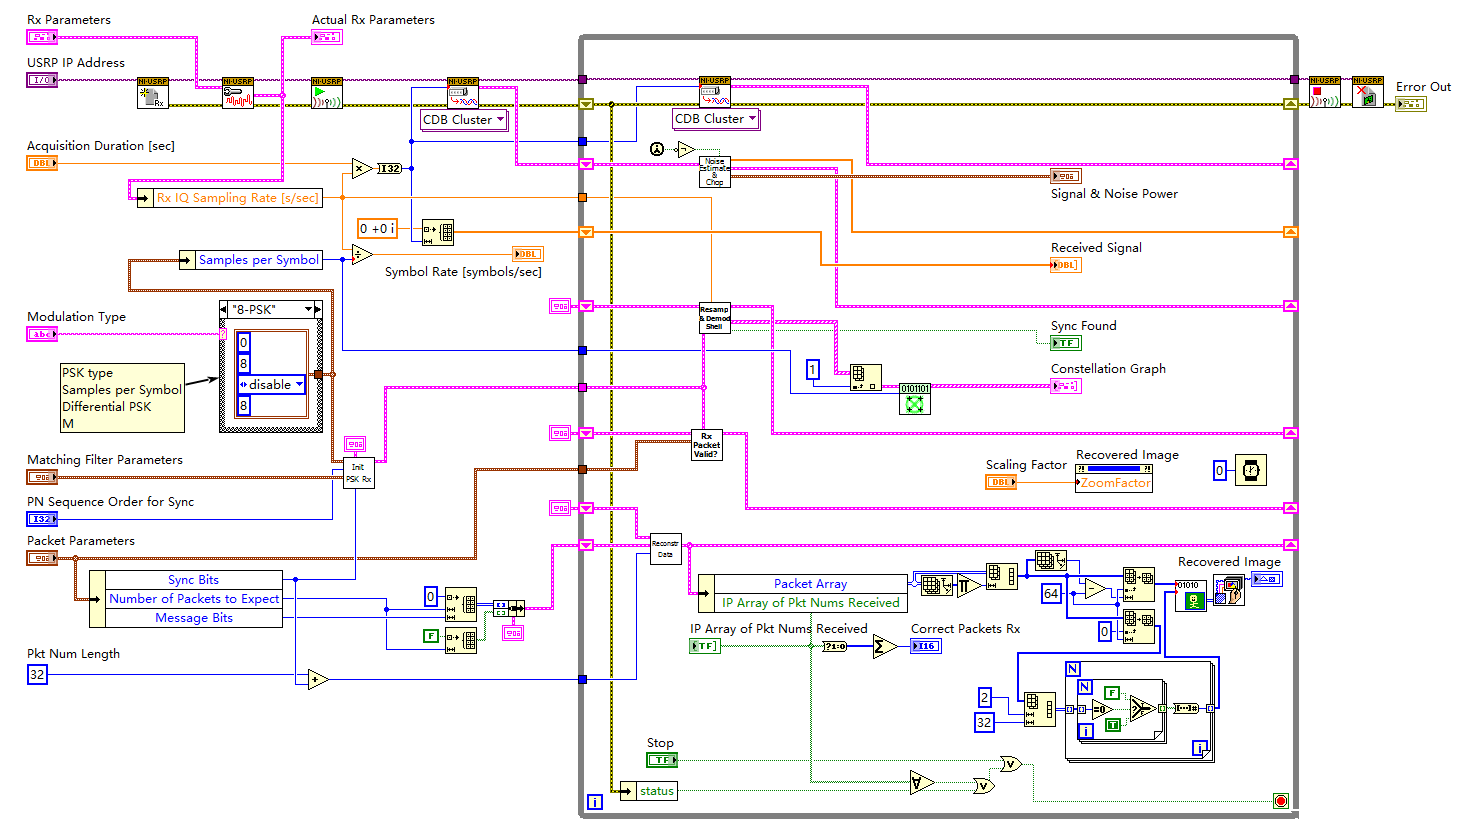 Rx Parameters
Actual Rx Parameters
USRP IP Address
I/O
NI-USRP
Rx
NI-USRP
NI-USRP
NI-USRP
NI-USRP
NI-USRP
NI-USRP
Error Out
CDB Cluster
CDB Cluster
Acquisition Duration [sec]
DBL
x
I32
Noise
Estimate
&
Chop
Signal & Noise Power
Rx IQ Sampling Rate [s/sec]
0 +0 i
Received Signal
DBL]
Samples per Symbol
÷
DBL
Symbol Rate [symbols/sec]
Modulation Type
abc
"8-PSK"
?
0
8
disable
8
PSK type
Samples per Symbol
Differential PSK
M
Resamp
& Demod
Shell
Sync Found
TF
Constellation Graph
1
0101101
Rx
Packet
Valid?
Matching Filter Parameters
Init
PSK Rx
PN Sequence Order for Sync
I32
Packet Parameters
Scaling Factor
DBL
Recovered Image
ZoomFactor
0
Reconstr
Data
Sync Bits
Number of Packets to Expect
Message Bits
0
F
Packet Array
IP Array of Pkt Nums Received
64
-
0
Recovered Image
01010
IP Array of Pkt Nums Received
TF]
?1:0
Σ
Correct Packets Rx
I16
Pkt Num Length
32
+
2
32
N
N
F
=0
?
T
i
i
[...]#
Stop
TF
status
∀
V
V
i